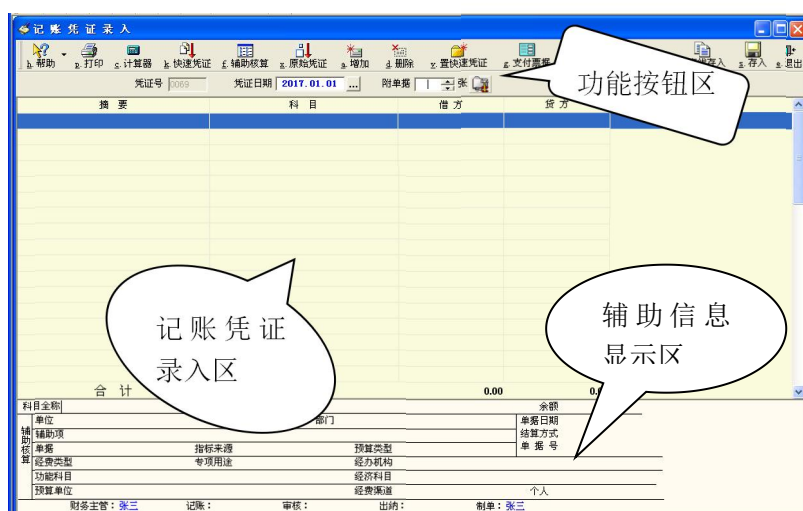 记账凭证录入
h.帮助 p.打印 c.计算器 k.快速凭证 f.辅助核算 z.原始凭证 a.增加 d.删除 y.置快速凭证 g.支付票据 存入 s.存入 e.退出
功能按钮区
凭证号 0069 凭证日期 2017.01.01 ... 附单据 张
摘要 科目 借方 贷方
记账凭证
录入区
辅助信息
显示区
合计 0.00
科目全称 余额
辅助核算
单位 部门 单据日期
辅助项 结算方式
单据 指标来源 预算类型 单据号
经费类型 专项用途 经办机构
功能科目 经济科目
预算单位 经费渠道 个人
财务主管：张三 记账： 审核： 出纳： 制单：张三